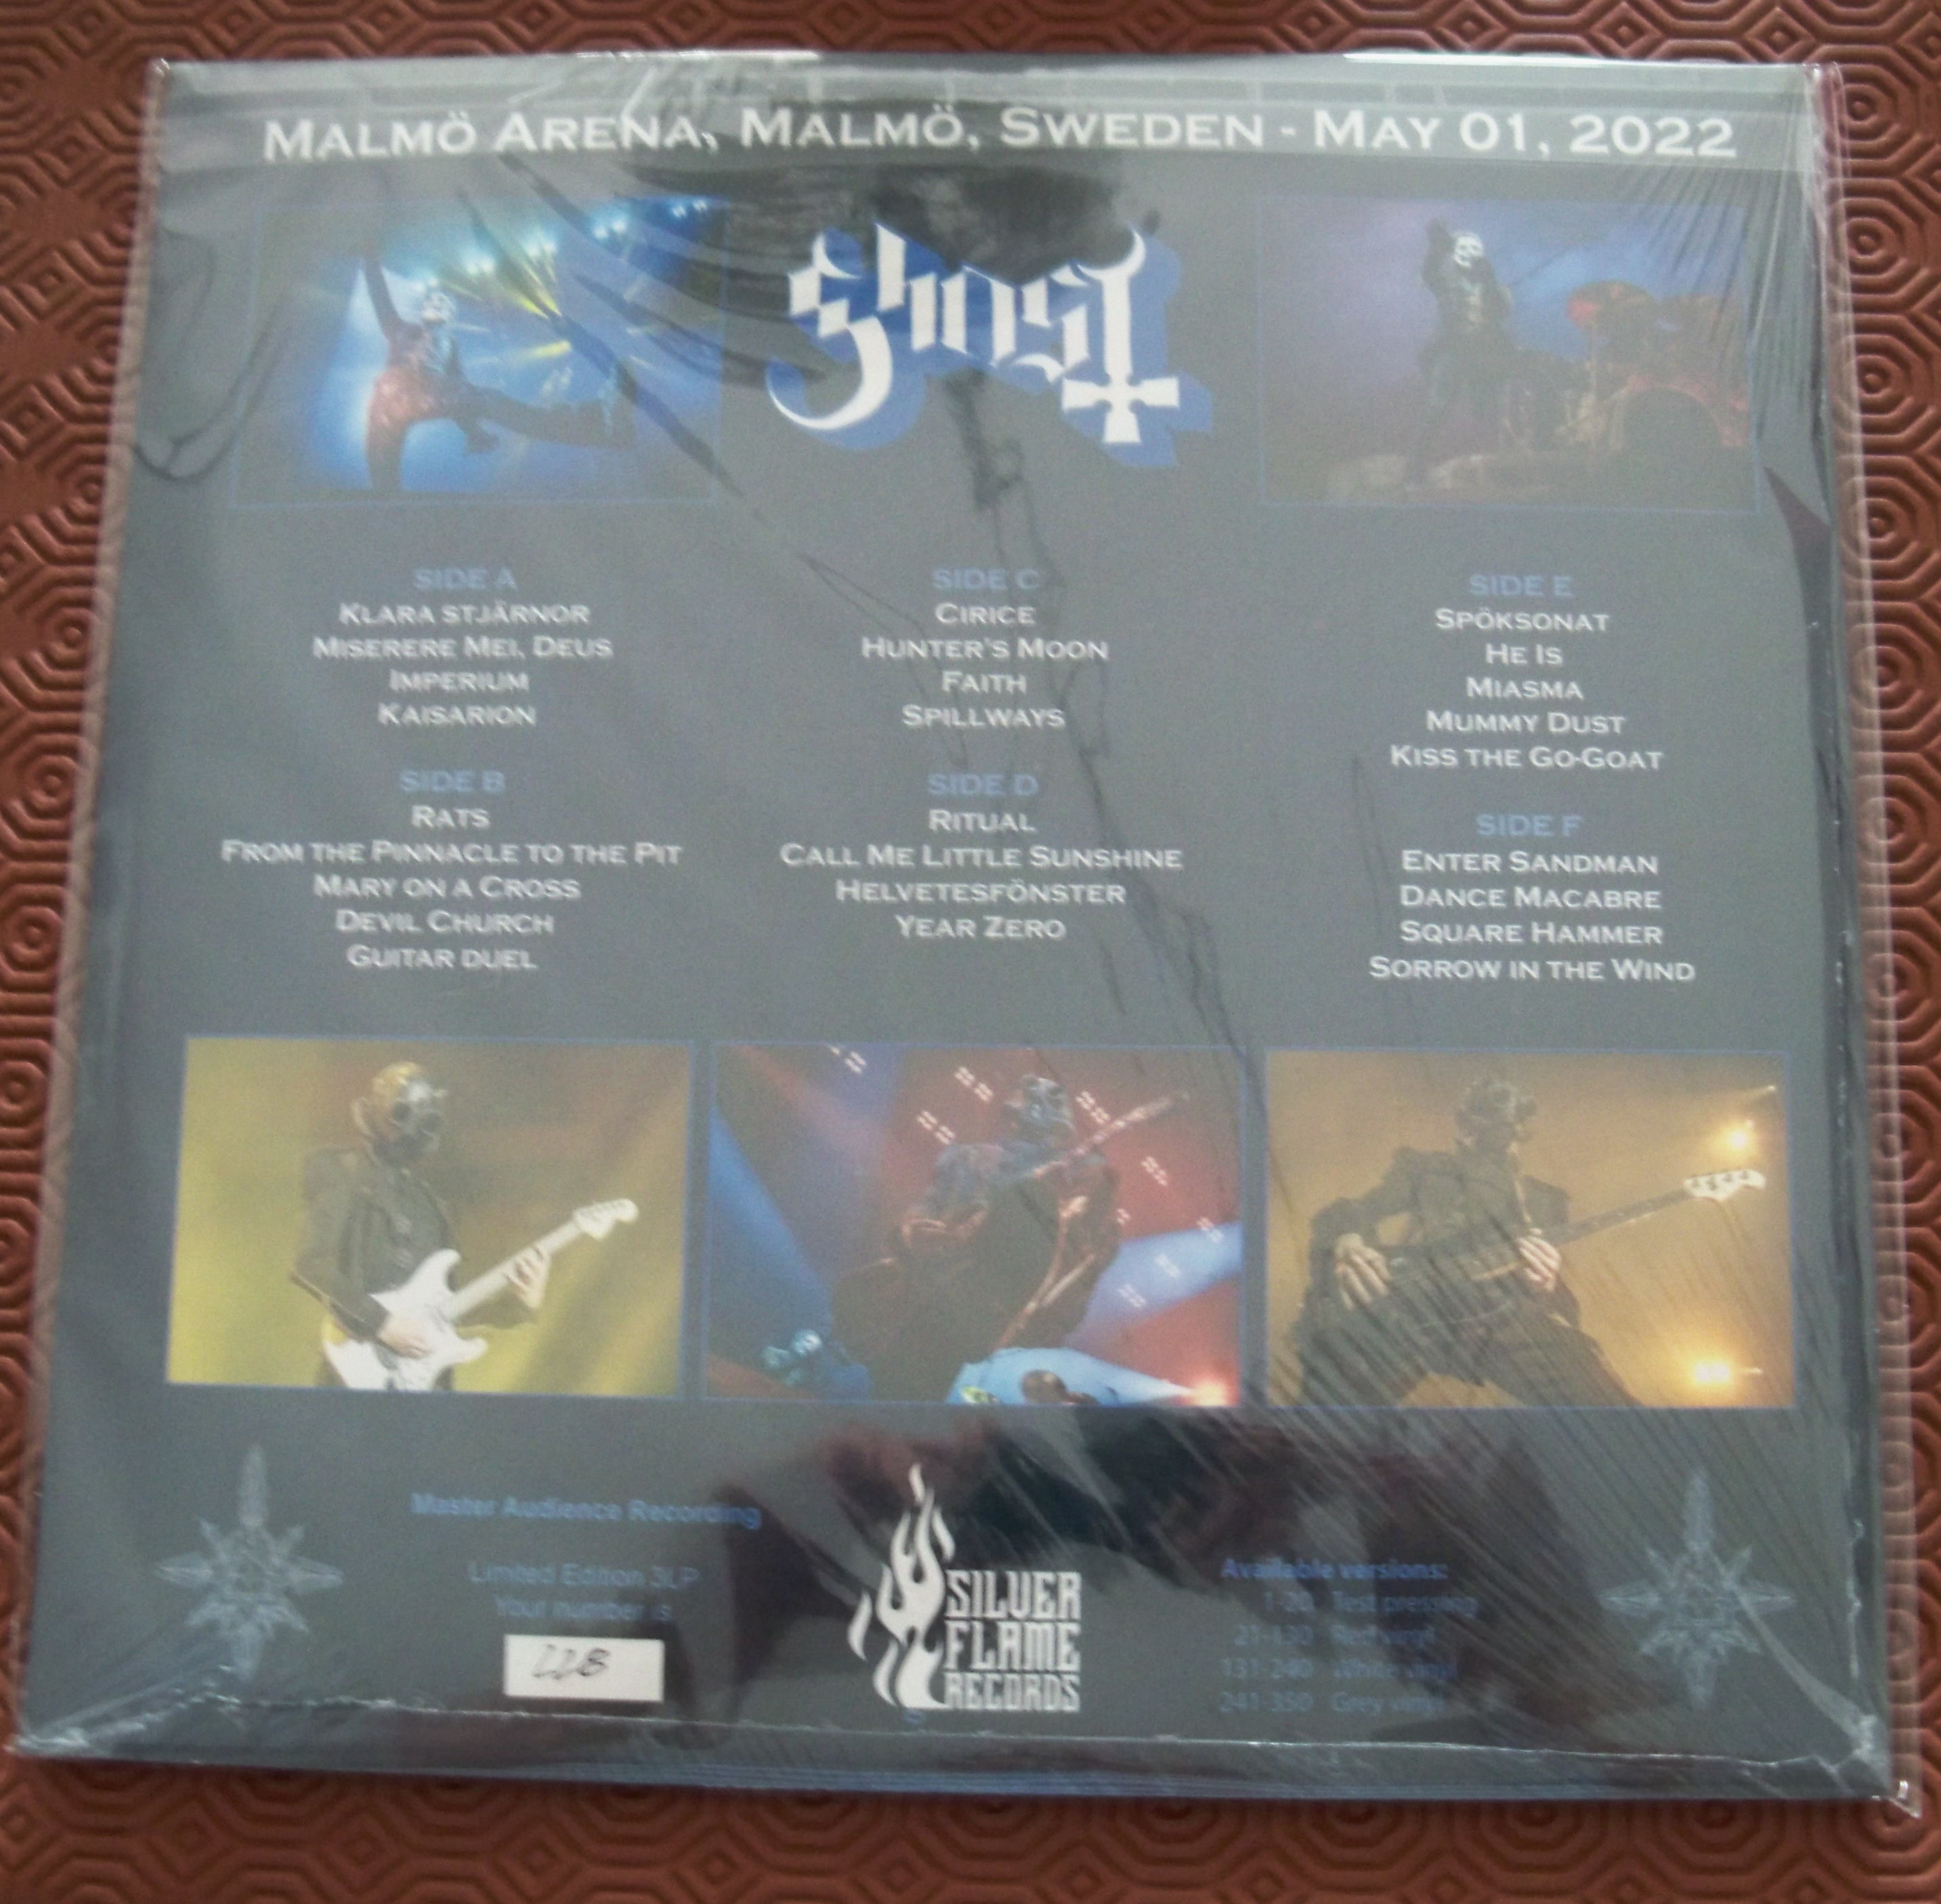 MALMÖ ARENA, MALMÖ, SWEDEN - MAY 01, 2022
Ghost
SIDE A
KLARA STJÄRNOR
MISERERE MEI, DEUS
IMPERIUM
KAISARION
SIDE B
RATS
FROM THE PINNACLE TO THE PIT
MARY ON A CROSS
DEVIL CHURCH
GUITAR DUEL
SIDE C
CIRICE
HUNTER'S MOON
FAITH
SPILLWAYS
SIDE D
RITUAL
CALL ME LITTLE SUNSHINE
HELVETESFÖNSTER
YEAR ZERO
SIDE E
SPÖKSONAT
HE IS
MIASMA
MUMMY DUST
KISS THE GO-GOAT
SIDE F
ENTER SANDMAN
DANCE MACABRE
SQUARE HAMMER
SORROW IN THE WIND
Master Audience Recording
Limited Edition 3LP
Your number is
228
SILVER
FLAME
RECORDS
Available versions:
1-20 Test pressing
21-130 Red vinyl
131-240 White vinyl
241-350 Grey vinyl